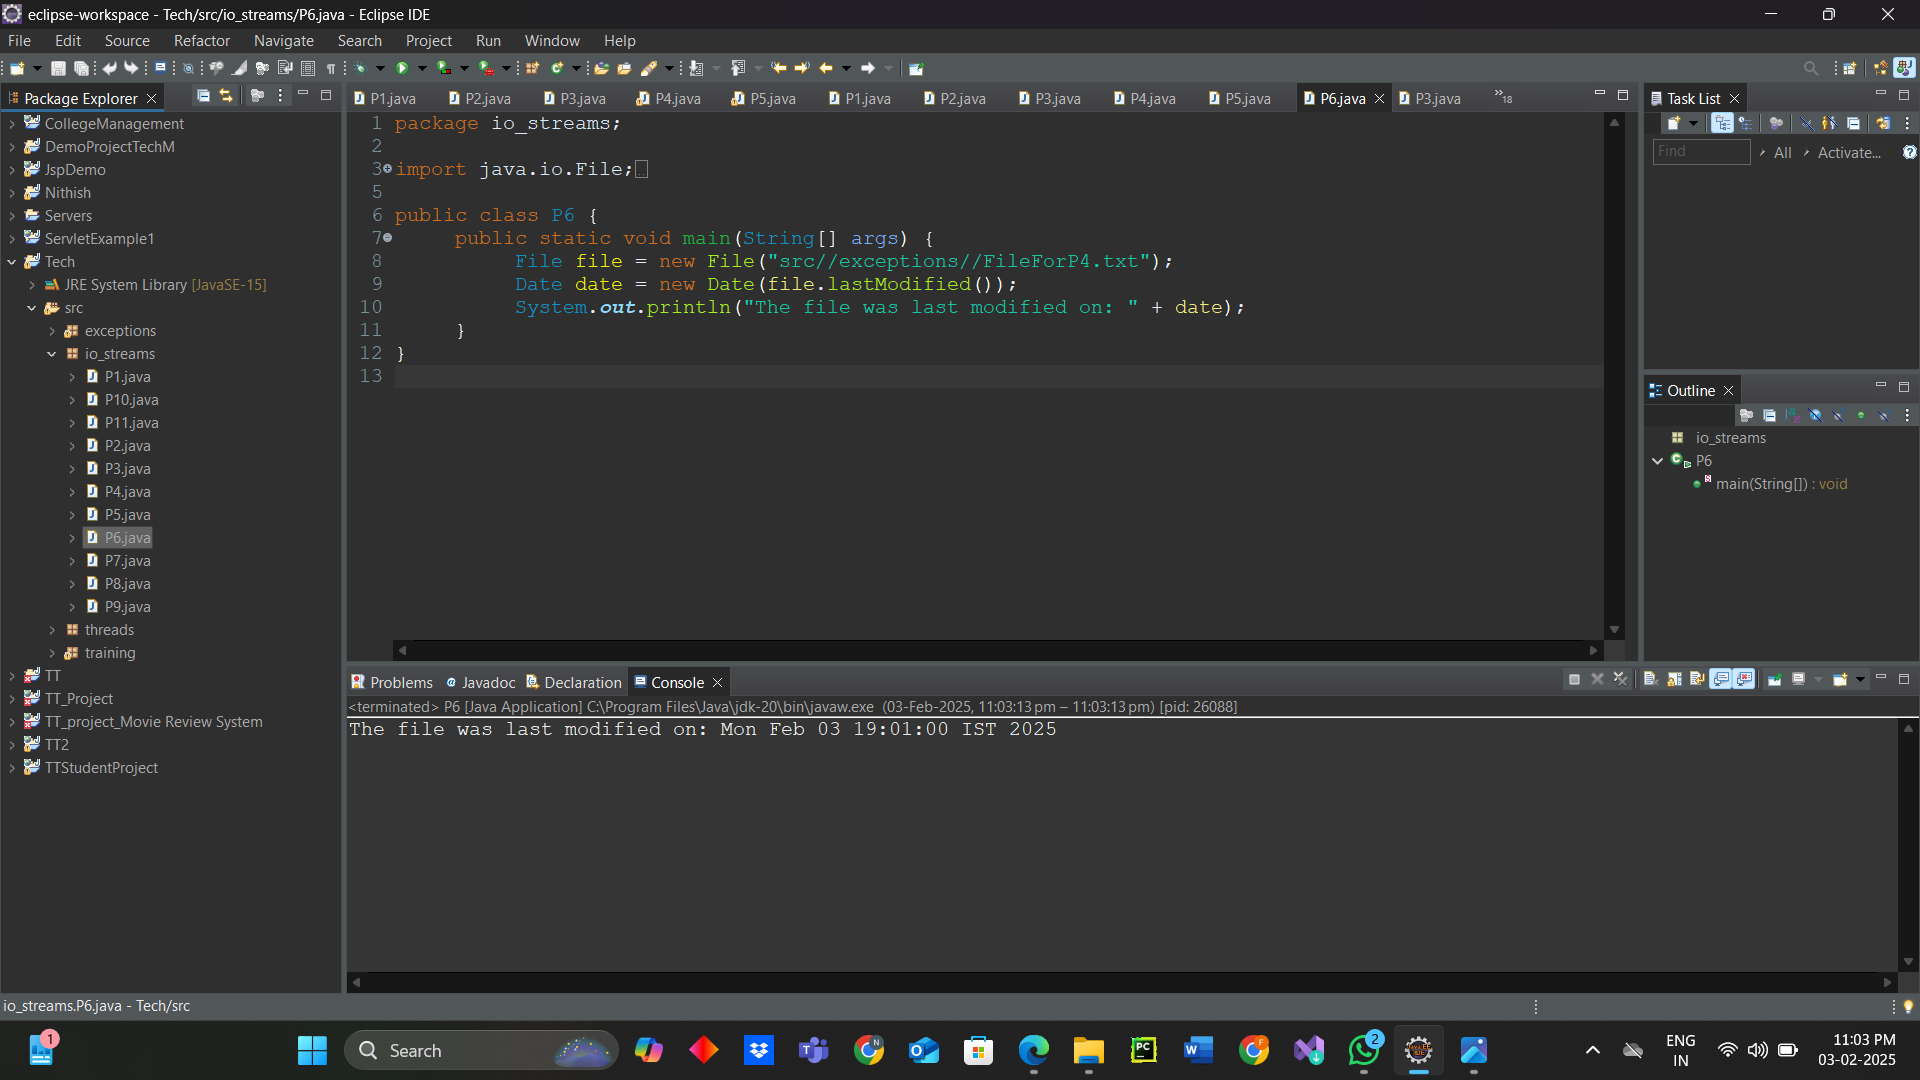 eclipse-workspace - Tech/src/io_streams/P6.java - Eclipse IDE
File Edit Source Refactor Navigate Search Project Run Window Help
Package Explorer
CollegeManagement
DemoProjectTechM
JspDemo
Nithish
Servers
ServletExample1
Tech
JRE System Library [JavaSE-15]
src
exceptions
io_streams
P1.java
P10.java
P11.java
P2.java
P3.java
P4.java
P5.java
P6.java
P7.java
P8.java
P9.java
threads
training
TT
TT_Project
TT_project_Movie Review System
TT2
TTStudentProject
P1.java P2.java P3.java P4.java P5.java P1.java P2.java P3.java P4.java P5.java P6.java P3.java »18
1 package io_streams;
2
3 import java.io.File;
5
6 public class P6 {
7 public static void main(String[] args) {
8 File file = new File("src//exceptions//FileForP4.txt");
9 Date date = new Date(file.lastModified());
10 System.out.println("The file was last modified on: " + date);
11 }
12 }
13
Task List
Find All Activate...
Outline
io_streams
P6
main(String[]) : void
Problems Javadoc Declaration Console
<terminated> P6 [Java Application] C:\Program Files\Java\jdk-20\bin\javaw.exe (03-Feb-2025, 11:03:13 pm – 11:03:13 pm) [pid: 26088]
The file was last modified on: Mon Feb 03 19:01:00 IST 2025
io_streams.P6.java - Tech/src
1
Search
2
ENG
IN
11:03 PM
03-02-2025